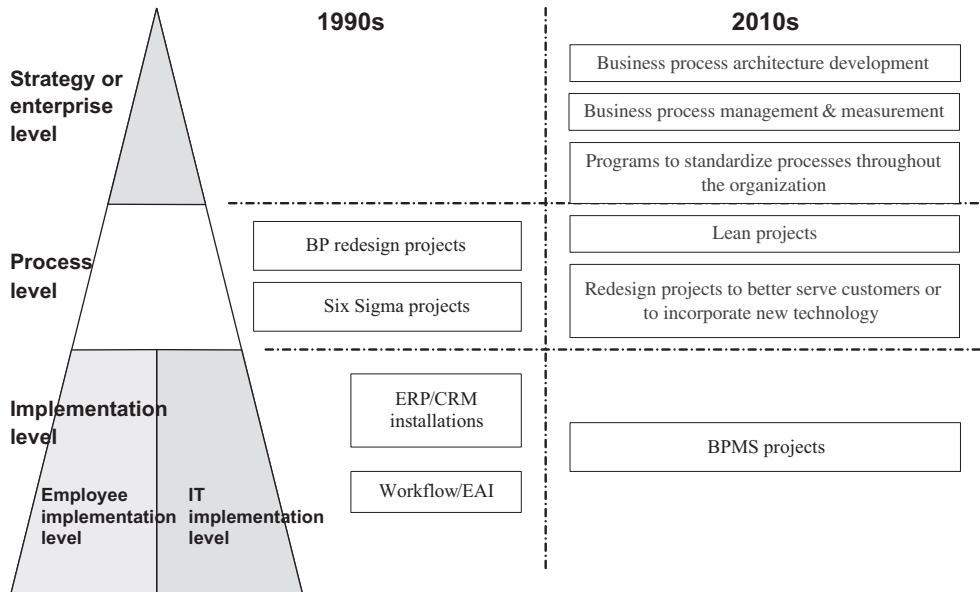 1990s
2010s
Strategy or
enterprise
level
Business process architecture development
Business process management & measurement
Programs to standardize processes throughout
the organization
Process
level
BP redesign projects
Six Sigma projects
Lean projects
Redesign projects to better serve customers or
to incorporate new technology
Implementation
level
ERP/CRM
installations
Workflow/EAI
BPMS projects
Employee
implementation
level
IT
implementation
level